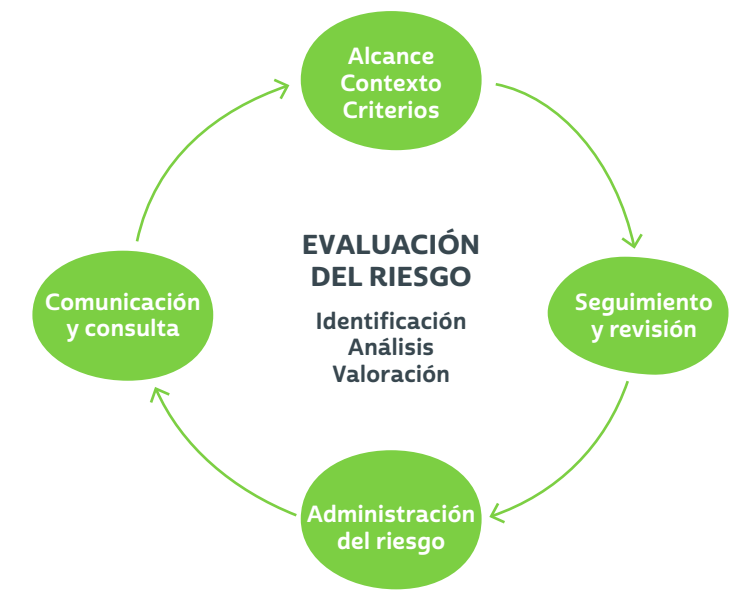 Alcance
Contexto
Criterios
EVALUACIÓN
DEL RIESGO
Identificación
Análisis
Valoración
Comunicación
y consulta
Seguimiento
y revisión
Administración
del riesgo